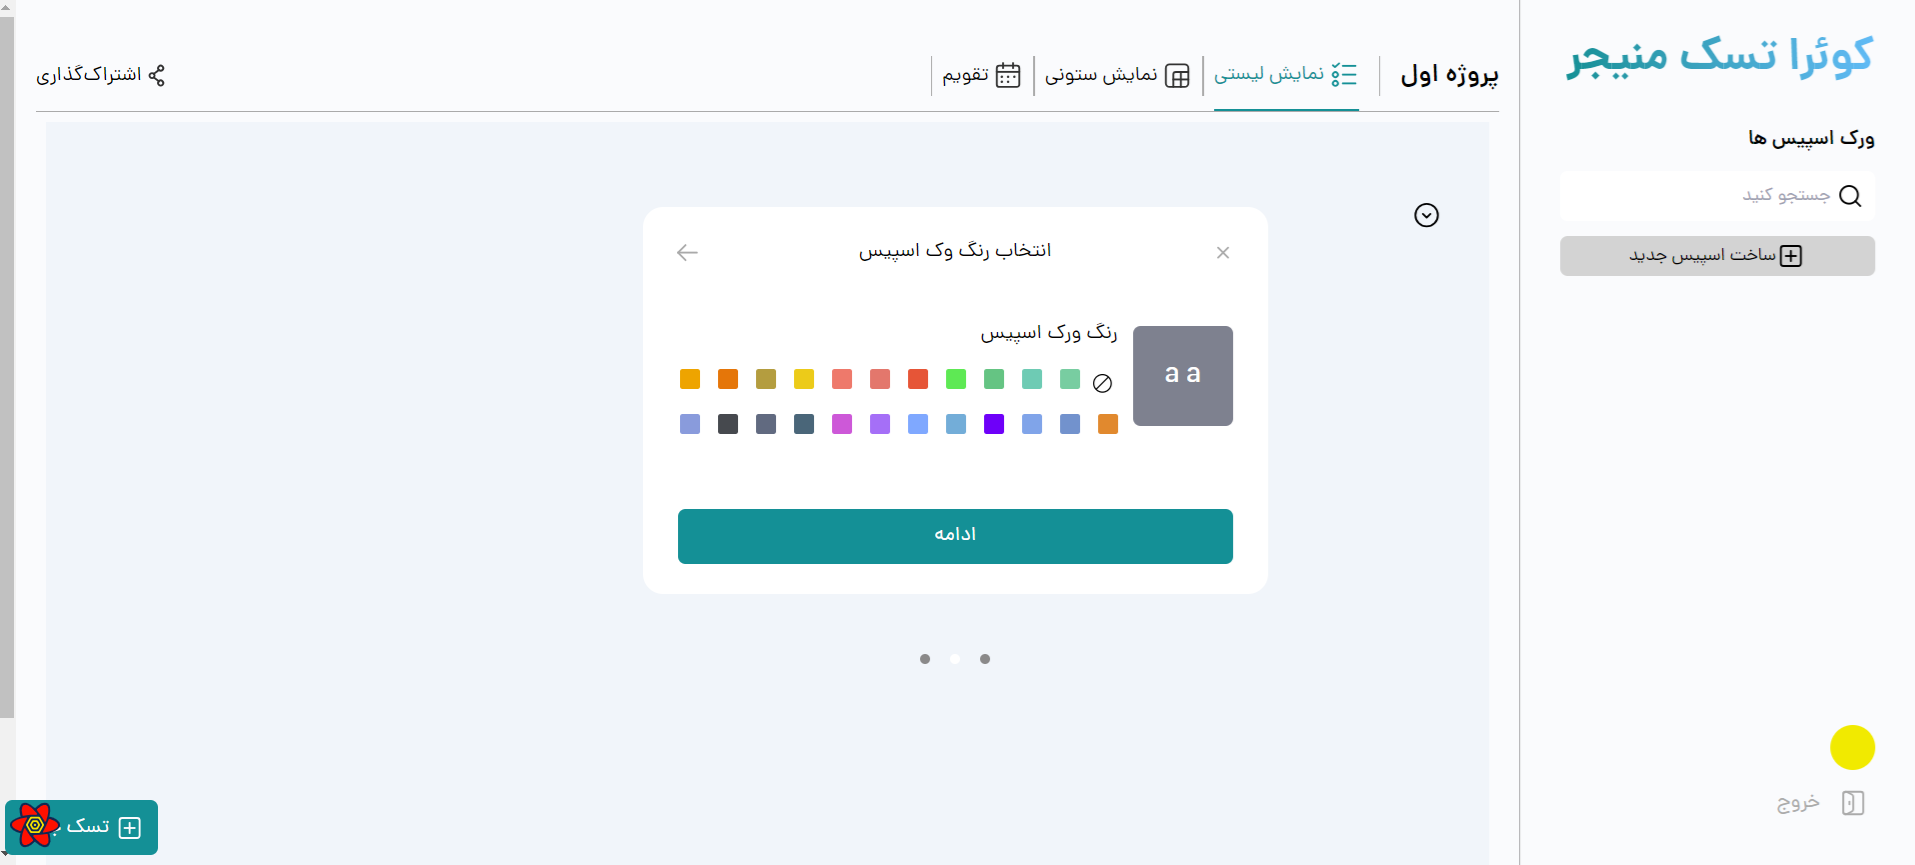 کوئرا تسک منیجر
ورک اسپیس ها
جستجو کنید
ساخت اسپیس جدید
خروج
پروژه اول
نمایش لیستی
نمایش ستونی
تقویم
اشتراک‌گذاری
انتخاب رنگ وک اسپیس
رنگ ورک اسپیس
a a
ادامه
تسک